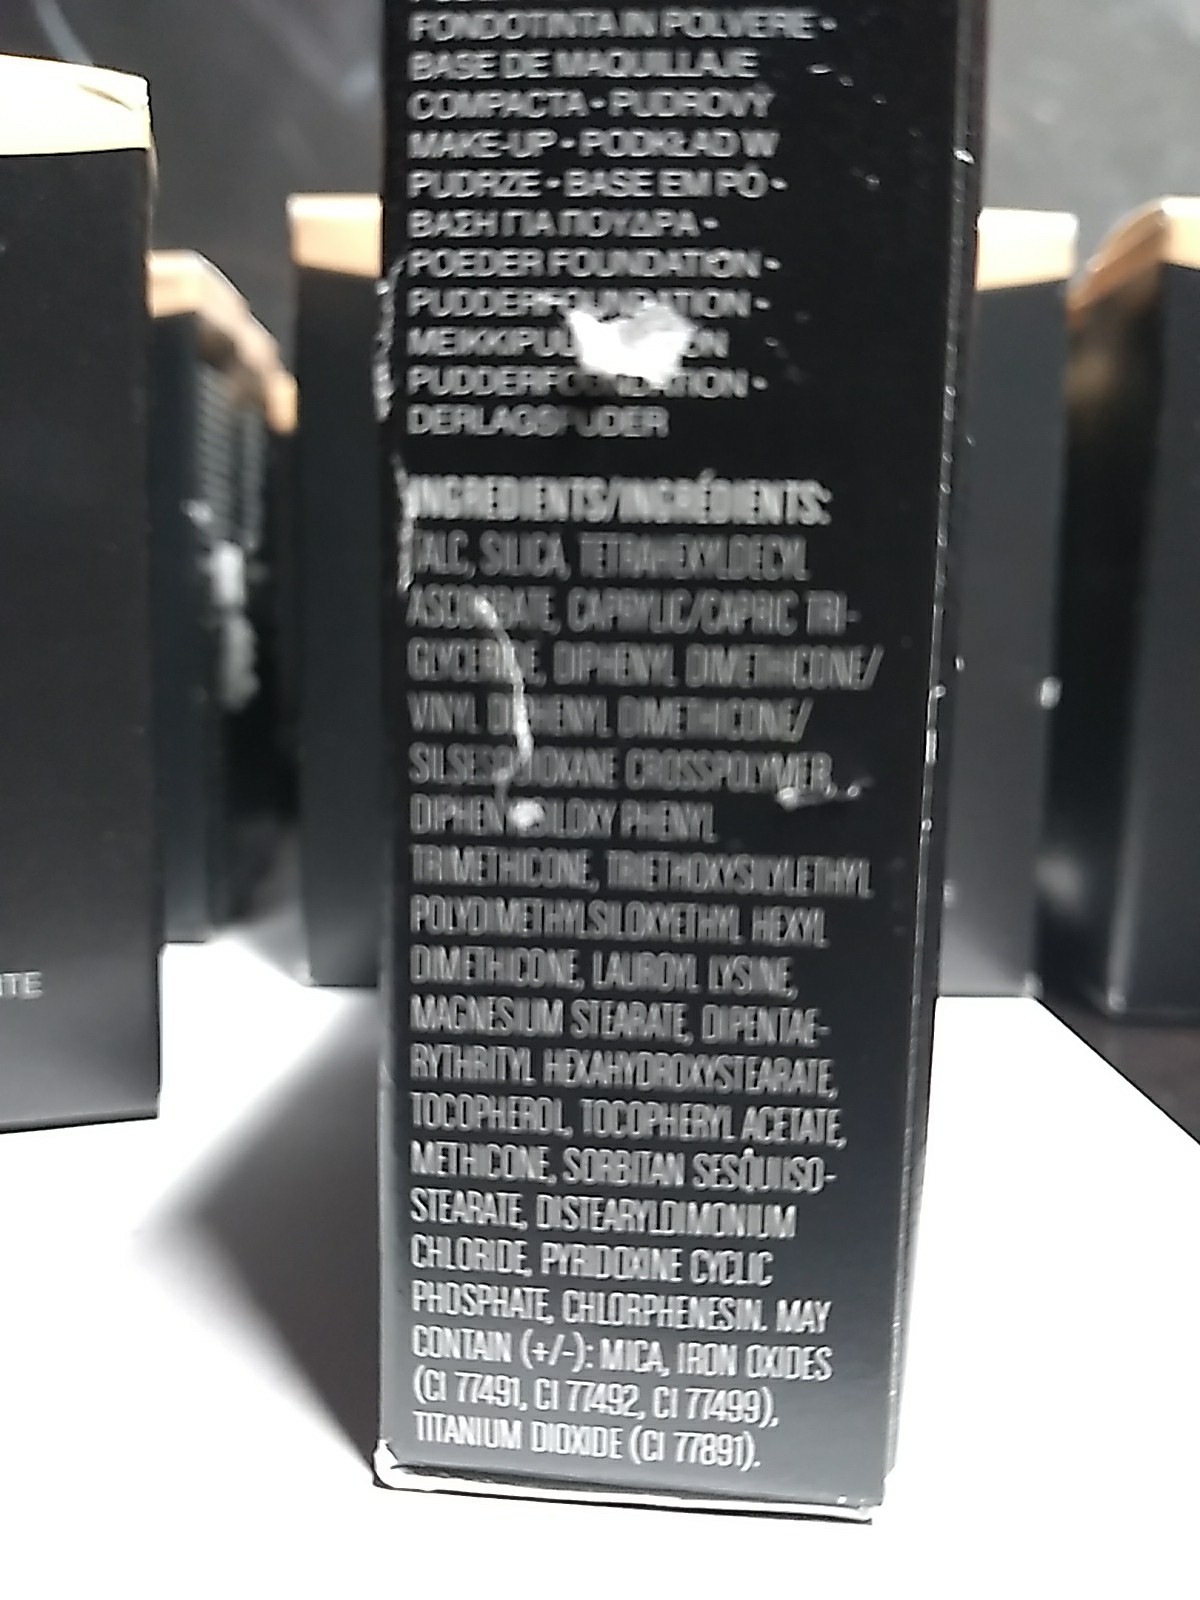 FONDOTINTA IN POLVERE -
BASE DE MAQUILLAJE
COMPACTA - PUDROVÝ
MAKE-UP - PODKŁAD W
PUDRZE - BASE EM PÓ -
ΒΑΣΗ ΓΙΑ ΠΟΥΔΡΑ -
POEDER FOUNDATION -
PUDDERFOUNDATION -
PUDDERFOUNDATION -
INGREDIENTS/INGRÉDIENTS:
TALC, SILICA, TETRAHEXYLDECYL
ASCORBATE, CAPRYLIC/CAPRIC TRI-
GLYCERIDE, DIPHENYL DIMETHICONE/
VINYL DIPHENYL DIMETHICONE/
SILSESQUIOXANE CROSSPOLYMER,
DIPHENYLSILOXY PHENYL
TRIMETHICONE, TRIETHOXYSILYLETHYL
POLYDIMETHYLSILOXYETHYL HEXYL
DIMETHICONE, LAUROYL LYSINE,
MAGNESIUM STEARATE, DIPENTAE-
RYTHRITYL HEXAHYDROXYSTEARATE,
TOCOPHEROL, TOCOPHERYL ACETATE,
METHICONE, SORBITAN SESQUIISO-
STEARATE, DISTEARYLDIMONIUM
CHLORIDE, PYRIDOXINE CYCLIC
PHOSPHATE, CHLORPHENESIN. MAY
CONTAIN (+/-): MICA, IRON OXIDES
(CI 77491, CI 77492, CI 77499),
TITANIUM DIOXIDE (CI 77891).